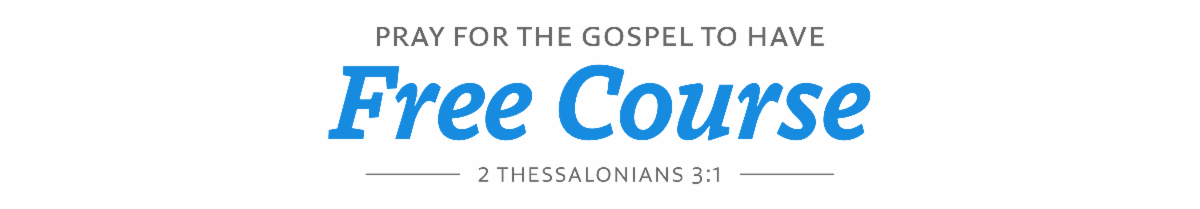 PRAY FOR THE GOSPEL TO HAVE
Free Course
2 THESSALONIANS 3:1